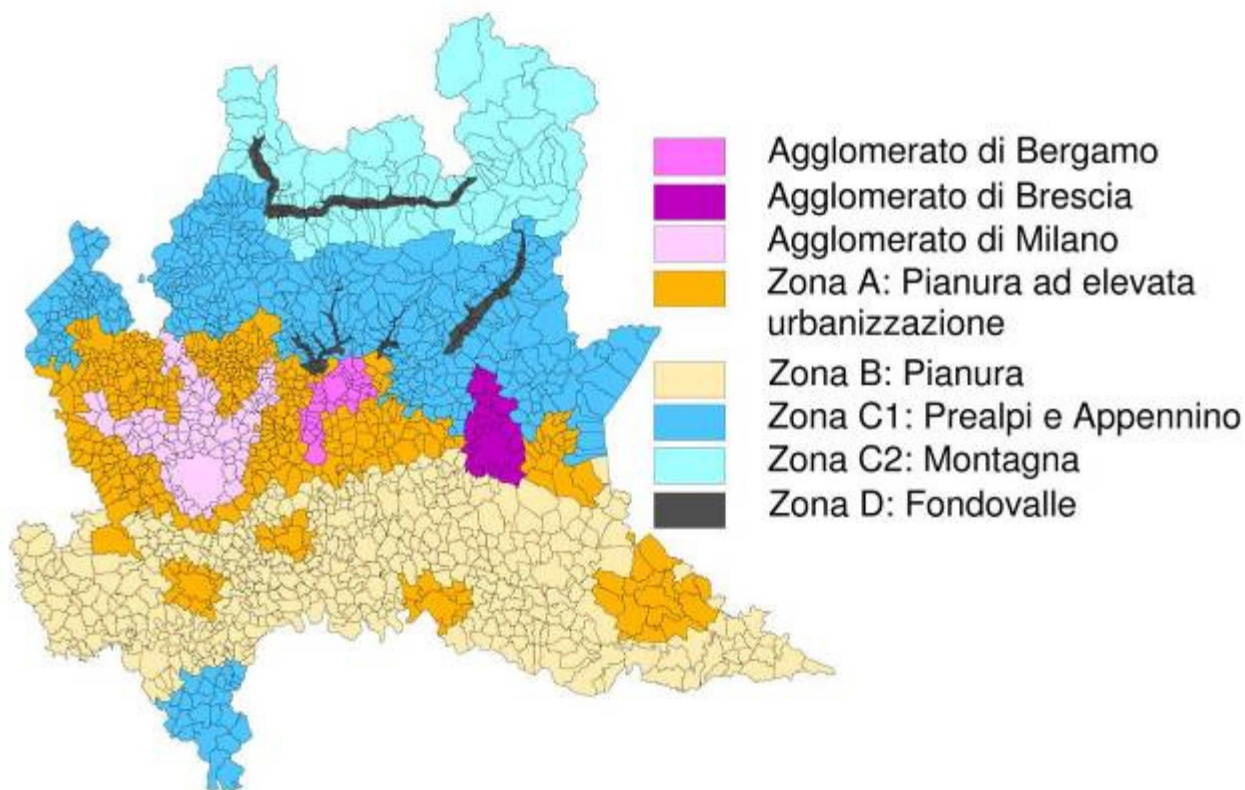 Agglomerato di Bergamo
Agglomerato di Brescia
Agglomerato di Milano
Zona A: Pianura ad elevata
urbanizzazione
Zona B: Pianura
Zona C1: Prealpi e Appennino
Zona C2: Montagna
Zona D: Fondovalle